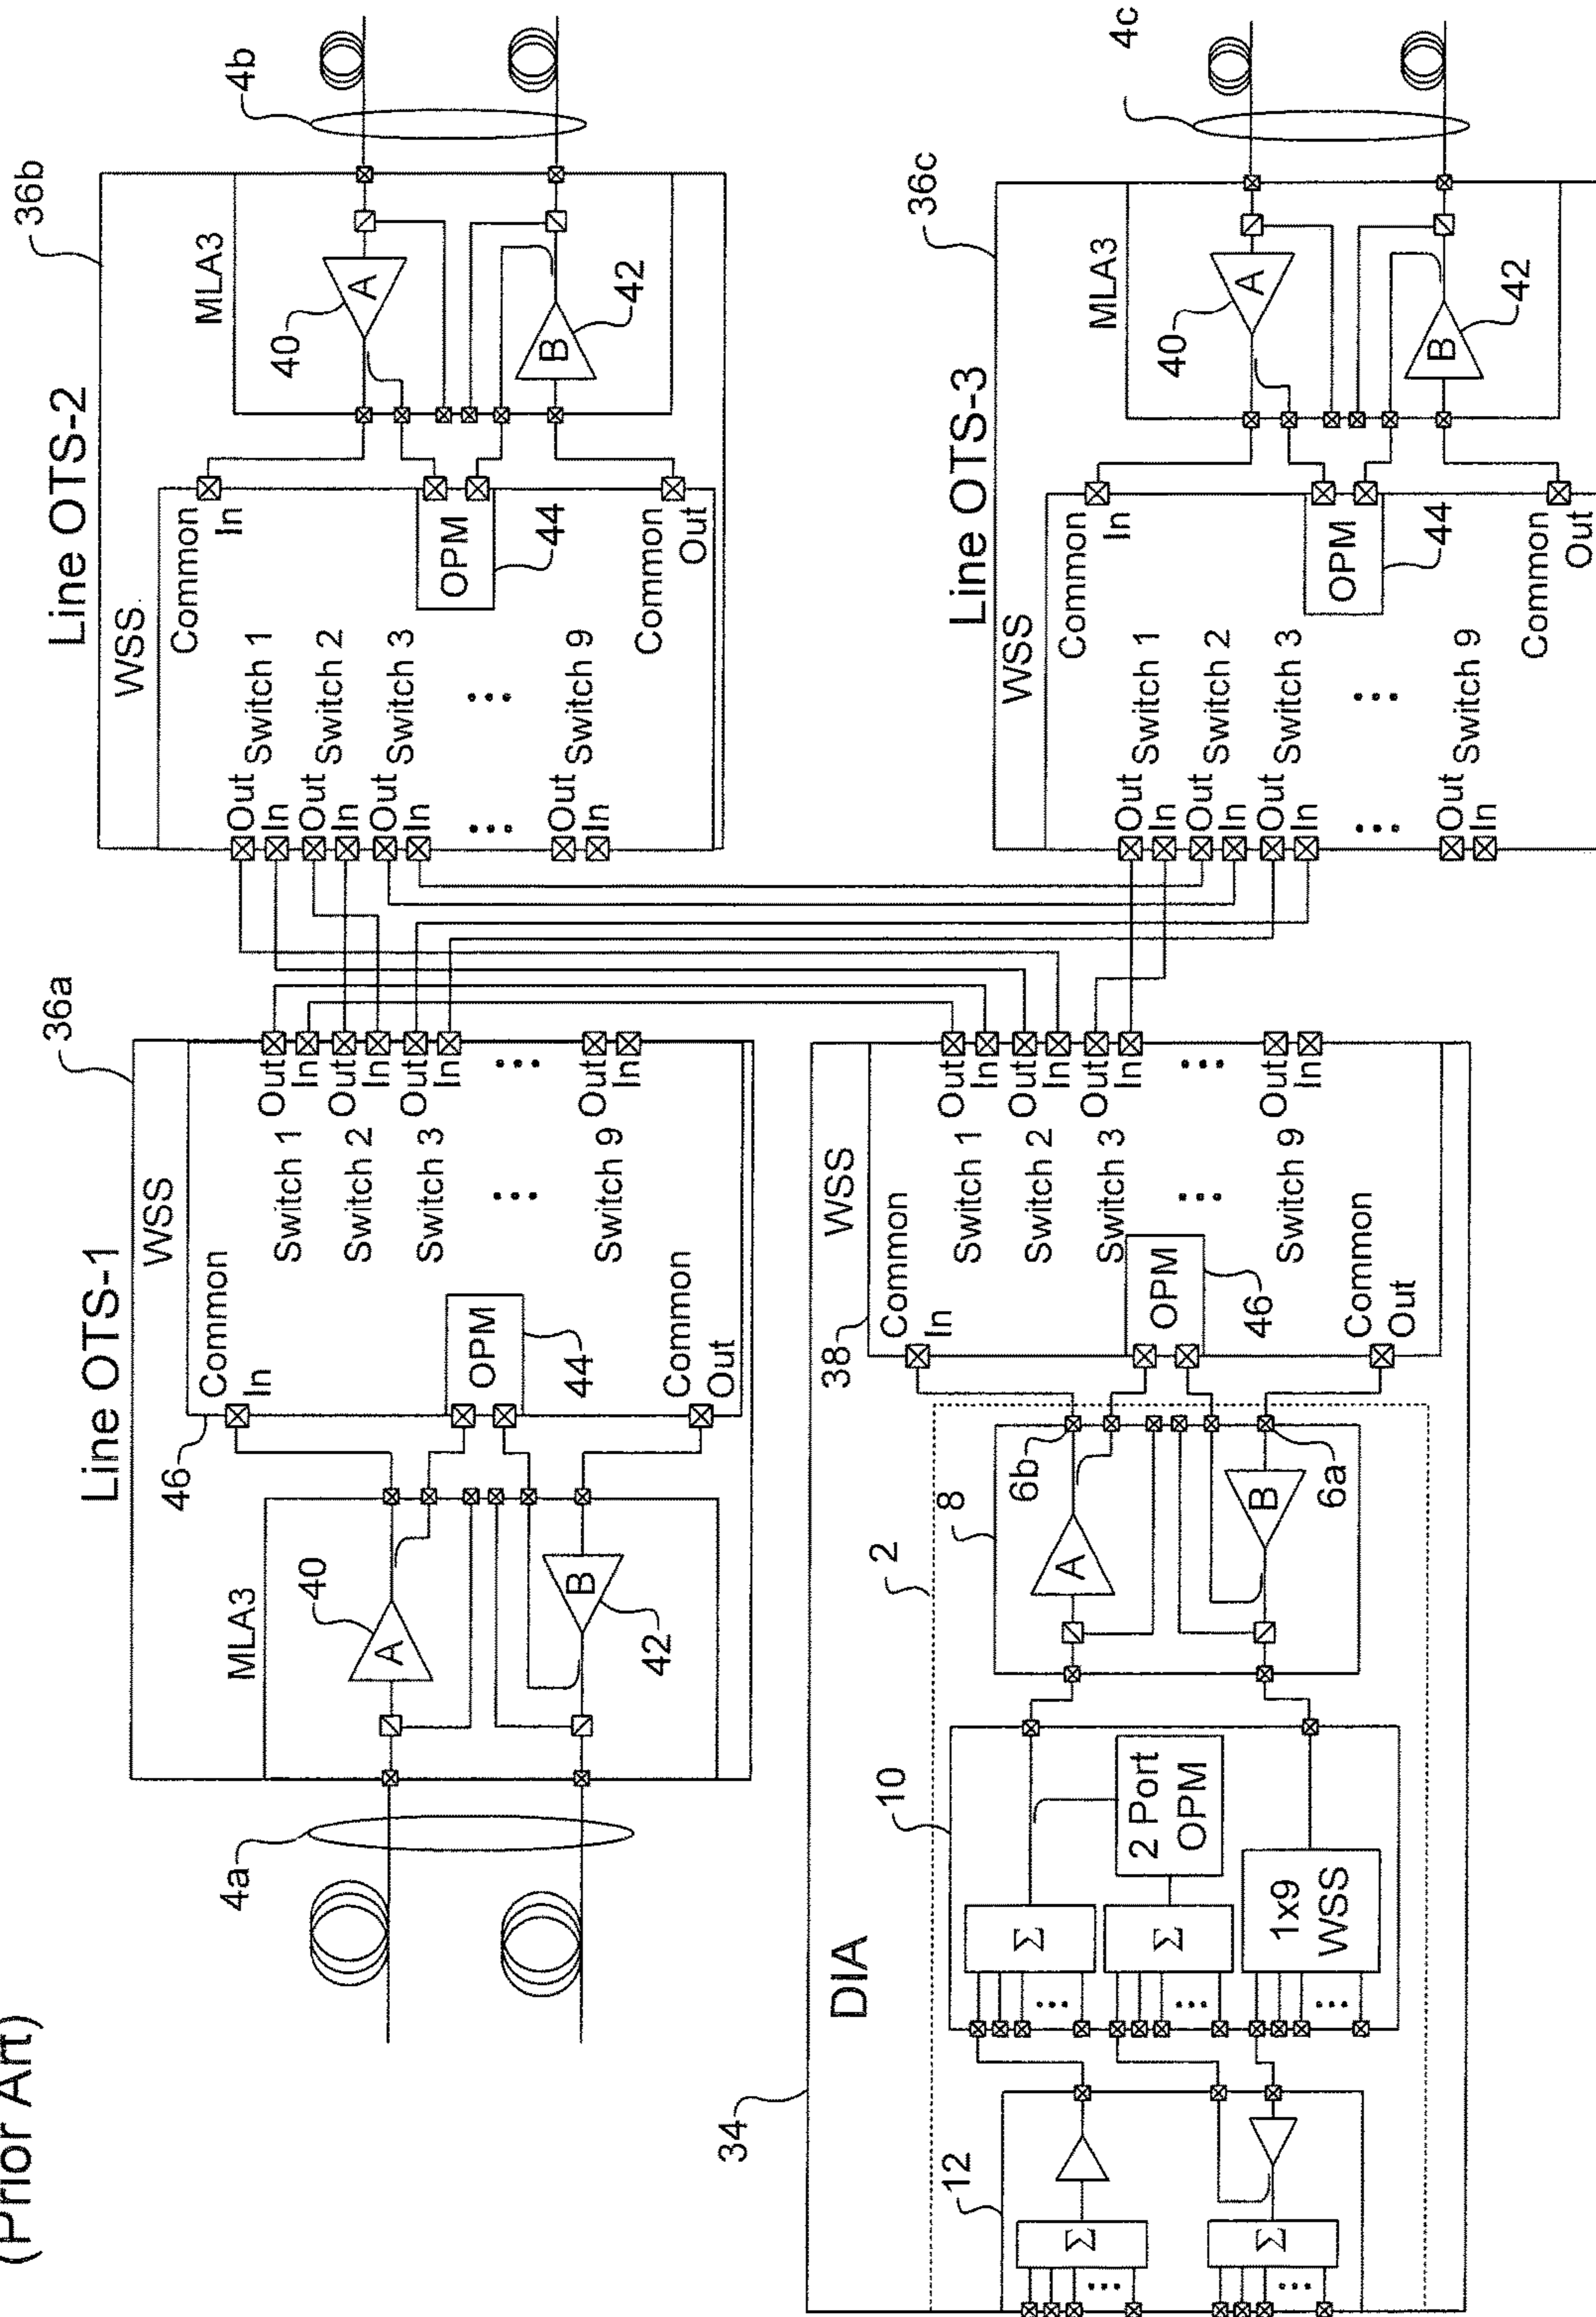 (Prior Art)
Line OTS-1
36a
WSS
46
Common
In
Switch 1
Out
In
Switch 2
Out
In
Switch 3
Out
In
...
...
Switch 9
Out
In
OPM
44
Common
Out
MLA3
40
A
B
42
4a
Line OTS-2
36b
WSS
Common
In
Out
In
Switch 1
Out
In
Switch 2
Out
In
Switch 3
...
...
Out
In
Switch 9
OPM
44
Common
Out
MLA3
40
A
B
42
4b
34
DIA
12
Σ
...
Σ
...
10
Σ
...
Σ
...
2 Port
OPM
1x9
WSS
...
2
8
A
B
6b
6a
38
WSS
Common
In
Switch 1
Out
In
Switch 2
Out
In
Switch 3
Out
In
...
...
Switch 9
Out
In
OPM
46
Common
Out
Line OTS-3
36c
WSS
Common
In
Out
In
Switch 1
Out
In
Switch 2
Out
In
Switch 3
...
...
Out
In
Switch 9
OPM
44
Common
Out
MLA3
40
A
B
42
4c